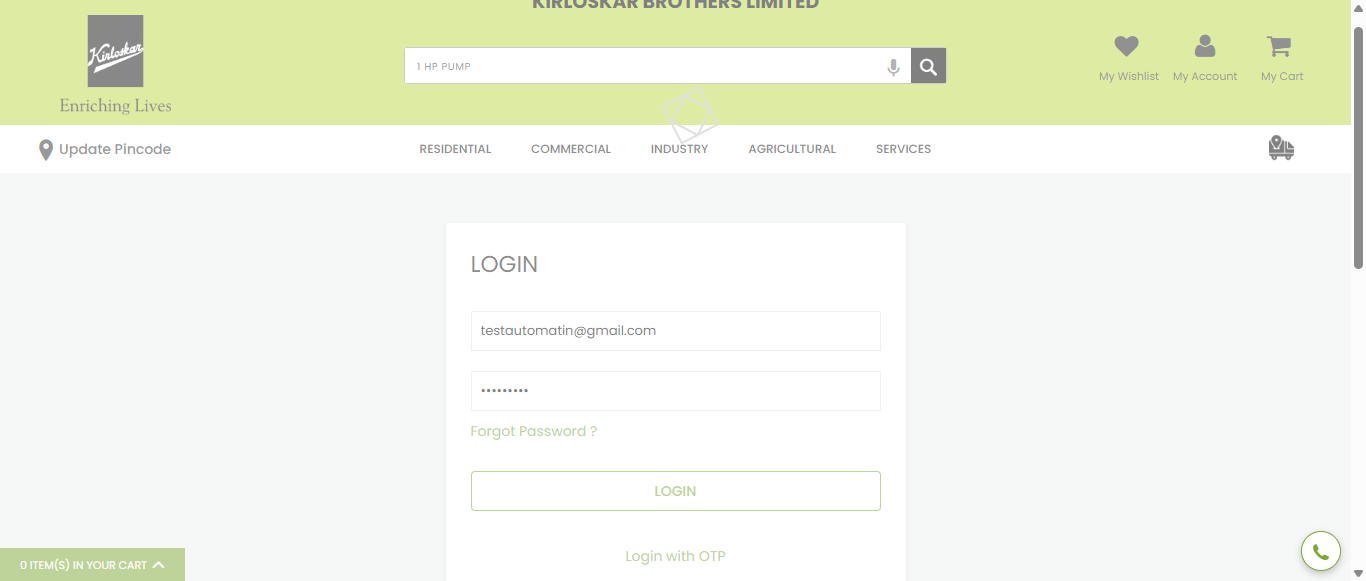 KIRLOSKAR BROTHERS LIMITED
Kirloskar
Enriching Lives
1 HP PUMP
My Wishlist
My Account
My Cart
Update Pincode
RESIDENTIAL
COMMERCIAL
INDUSTRY
AGRICULTURAL
SERVICES
LOGIN
testautomatin@gmail.com
•••••••••
Forgot Password ?
LOGIN
Login with OTP
0 ITEM(S) IN YOUR CART